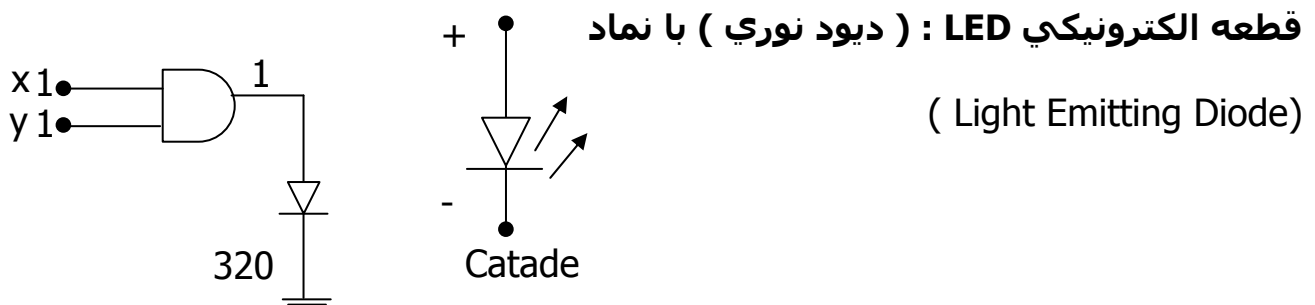 قطعه الكترونيكي LED : ( ديود نوري ) با نماد
( Light Emitting Diode)
+
-
Catade
x 1
y 1
1
320